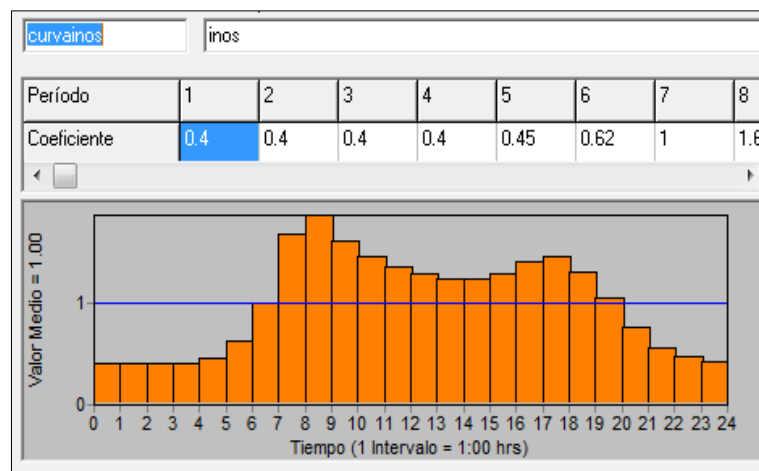 curvainos inos
Período 1 2 3 4 5 6 7 8
Coeficiente 0.4 0.4 0.4 0.4 0.45 0.62 1
Valor Medio = 1.00
1
0
0 1 2 3 4 5 6 7 8 9 10 11 12 13 14 15 16 17 18 19 20 21 22 23 24
Tiempo (1 Intervalo = 1:00 hrs)